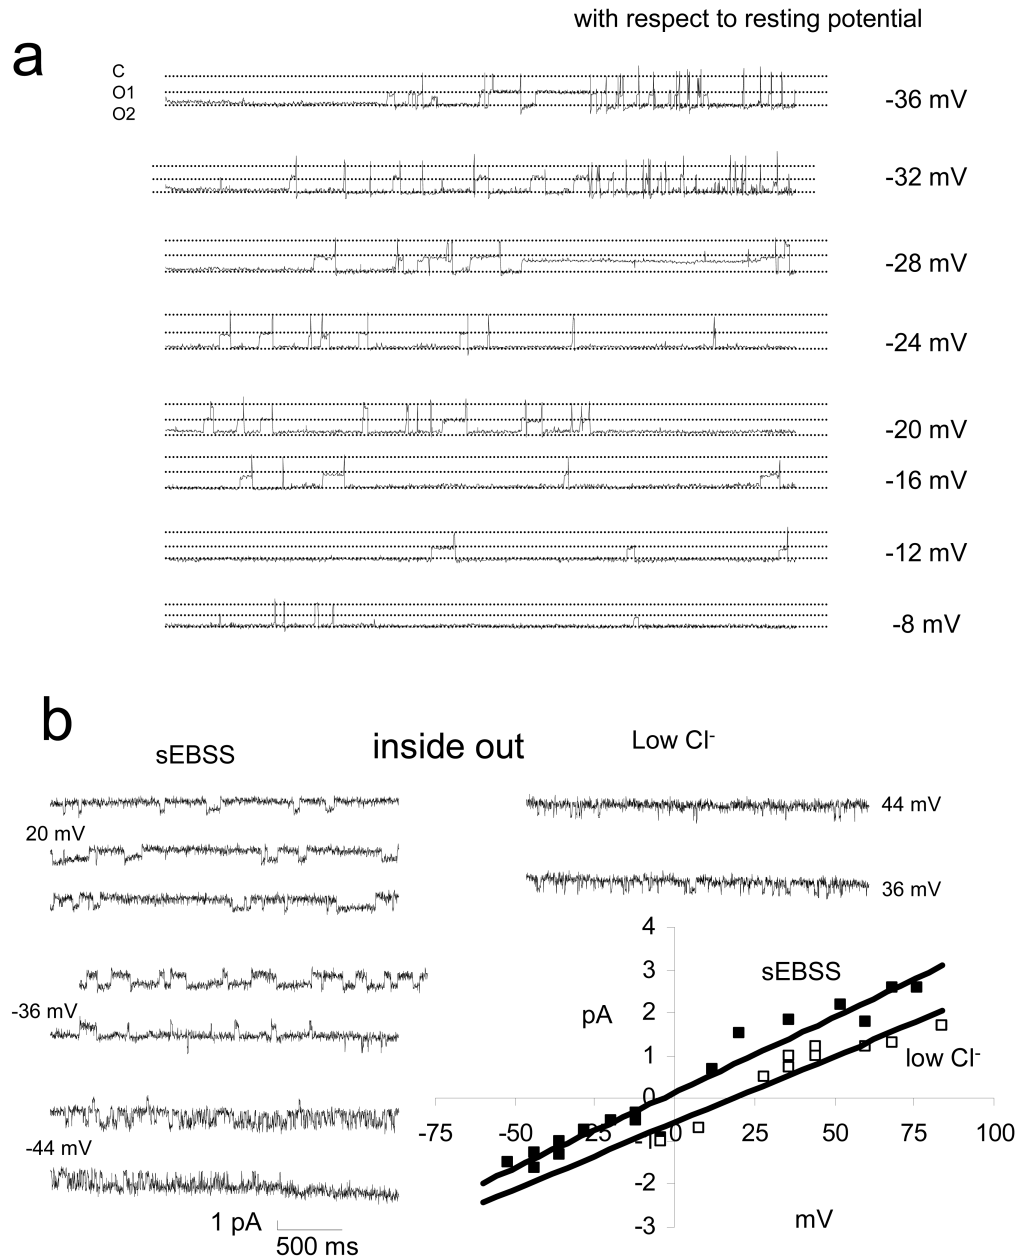 with respect to resting potential
a
C
O1
O2
-36 mV
-32 mV
-28 mV
-24 mV
-20 mV
-16 mV
-12 mV
-8 mV
b
sEBSS
inside out
Low Cl-
44 mV
20 mV
36 mV
-36 mV
-44 mV
1 pA
500 ms
4
3
2
1
0
-1
-2
-3
pA
sEBSS
low Cl-
-75 -50 -25 0 25 50 75 100
mV